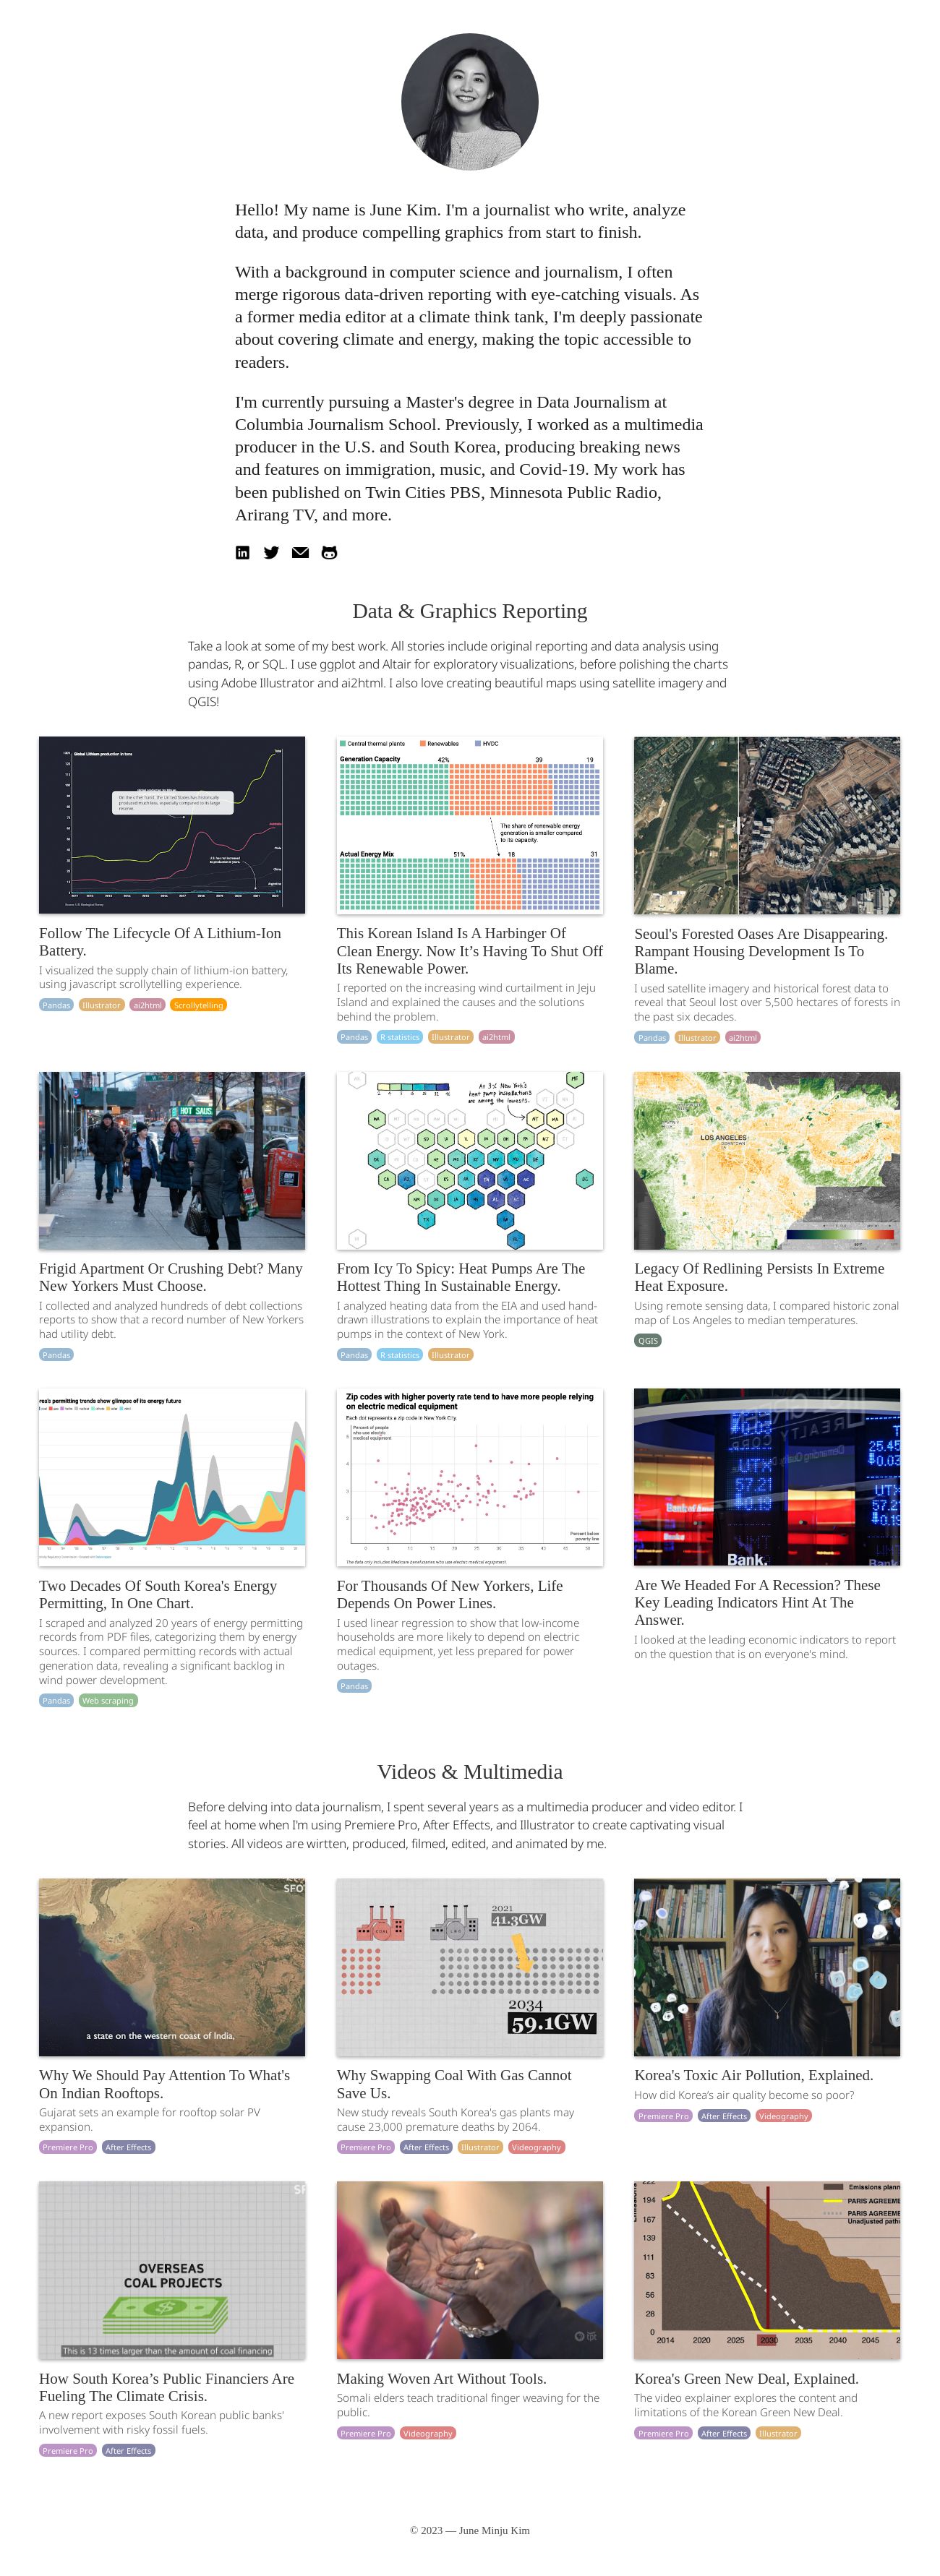 Hello! My name is June Kim. I'm a journalist who write, analyze
data, and produce compelling graphics from start to finish.
With a background in computer science and journalism, I often
merge rigorous data-driven reporting with eye-catching visuals. As
a former media editor at a climate think tank, I'm deeply passionate
about covering climate and energy, making the topic accessible to
readers.
I'm currently pursuing a Master's degree in Data Journalism at
Columbia Journalism School. Previously, I worked as a multimedia
producer in the U.S. and South Korea, producing breaking news
and features on immigration, music, and Covid-19. My work has
been published on Twin Cities PBS, Minnesota Public Radio,
Arirang TV, and more.
Data & Graphics Reporting
Take a look at some of my best work. All stories include original reporting and data analysis using
pandas, R, or SQL. I use ggplot and Altair for exploratory visualizations, before polishing the charts
using Adobe Illustrator and ai2html. I also love creating beautiful maps using satellite imagery and
QGIS!
Global Lithium production in tons
Follow The Lifecycle Of A Lithium-Ion
Battery.
I visualized the supply chain of lithium-ion battery,
using javascript scrollytelling experience.
Pandas Illustrator ai2html Scrollytelling
Central thermal plants Renewables HVDC
Generation Capacity 42% 39 19
The share of renewable energy
generation is smaller compared
to its capacity.
Actual Energy Mix 51% 18 31
This Korean Island Is A Harbinger Of
Clean Energy. Now It’s Having To Shut Off
Its Renewable Power.
I reported on the increasing wind curtailment in Jeju
Island and explained the causes and the solutions
behind the problem.
Pandas R statistics Illustrator ai2html
Seoul's Forested Oases Are Disappearing.
Rampant Housing Development Is To
Blame.
I used satellite imagery and historical forest data to
reveal that Seoul lost over 5,500 hectares of forests in
the past six decades.
Pandas Illustrator ai2html
HOT SAUS
Frigid Apartment Or Crushing Debt? Many
New Yorkers Must Choose.
I collected and analyzed hundreds of debt collections
reports to show that a record number of New Yorkers
had utility debt.
Pandas
At 3%, New York's
heat pump installations
are among the lowests.
From Icy To Spicy: Heat Pumps Are The
Hottest Thing In Sustainable Energy.
I analyzed heating data from the EIA and used hand-
drawn illustrations to explain the importance of heat
pumps in the context of New York.
Pandas R statistics Illustrator
LOS ANGELES
DOWNTOWN
Legacy Of Redlining Persists In Extreme
Heat Exposure.
Using remote sensing data, I compared historic zonal
map of Los Angeles to median temperatures.
QGIS
rea's permitting trends show glimpse of its energy future
Two Decades Of South Korea's Energy
Permitting, In One Chart.
I scraped and analyzed 20 years of energy permitting
records from PDF files, categorizing them by energy
sources. I compared permitting records with actual
generation data, revealing a significant backlog in
wind power development.
Pandas Web scraping
Zip codes with higher poverty rate tend to have more people relying
on electric medical equipment
Each dot represents a zip code in New York City.
Percent of people
who use electric
medical equipment
Percent below
poverty line
The data only includes Medicare beneficiaries who use electric medical equipment
For Thousands Of New Yorkers, Life
Depends On Power Lines.
I used linear regression to show that low-income
households are more likely to depend on electric
medical equipment, yet less prepared for power
outages.
Pandas
UTX
57.21
Bank.
Are We Headed For A Recession? These
Key Leading Indicators Hint At The
Answer.
I looked at the leading economic indicators to report
on the question that is on everyone's mind.
Videos & Multimedia
Before delving into data journalism, I spent several years as a multimedia producer and video editor. I
feel at home when I'm using Premiere Pro, After Effects, and Illustrator to create captivating visual
stories. All videos are wirtten, produced, filmed, edited, and animated by me.
a state on the western coast of India,
Why We Should Pay Attention To What's
On Indian Rooftops.
Gujarat sets an example for rooftop solar PV
expansion.
Premiere Pro After Effects
COAL
2021
41.3GW
2034
59.1GW
Why Swapping Coal With Gas Cannot
Save Us.
New study reveals South Korea's gas plants may
cause 23,000 premature deaths by 2064.
Premiere Pro After Effects Illustrator Videography
Korea's Toxic Air Pollution, Explained.
How did Korea’s air quality become so poor?
Premiere Pro After Effects Videography
OVERSEAS
COAL PROJECTS
This is 13 times larger than the amount of coal financing
How South Korea’s Public Financiers Are
Fueling The Climate Crisis.
A new report exposes South Korean public banks'
involvement with risky fossil fuels.
Premiere Pro After Effects
Making Woven Art Without Tools.
Somali elders teach traditional finger weaving for the
public.
Premiere Pro Videography
222
194
167
139
111
83
56
28
0
2014 2020 2025 2030 2035 2040 2045 2
Emissions plann
PARIS AGREEME
PARIS AGREEME
Unadjusted path
Korea's Green New Deal, Explained.
The video explainer explores the content and
limitations of the Korean Green New Deal.
Premiere Pro After Effects Illustrator
© 2023 — June Minju Kim